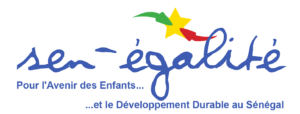 sen-égalité
Pour l'Avenir des Enfants...
...et le Développement Durable au Sénégal